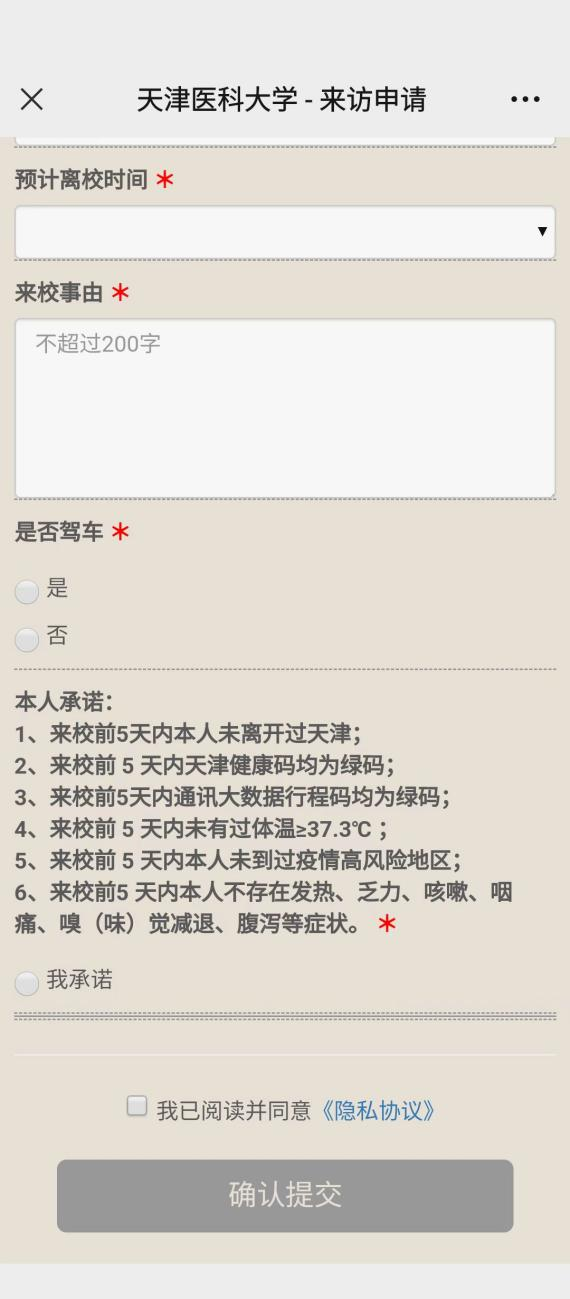 天津医科大学 - 来访申请
预计离校时间 *
来校事由 *
不超过200字
是否驾车 *
是
否
本人承诺：
1、来校前5天内本人未离开过天津；
2、来校前 5 天内天津健康码均为绿码；
3、来校前5天内通讯大数据行程码均为绿码；
4、来校前 5 天内未有过体温≥37.3℃；
5、来校前 5 天内本人未到过疫情高风险地区；
6、来校前5 天内本人不存在发热、乏力、咳嗽、咽
痛、嗅（味）觉减退、腹泻等症状。 *
我承诺
我已阅读并同意《隐私协议》
确认提交